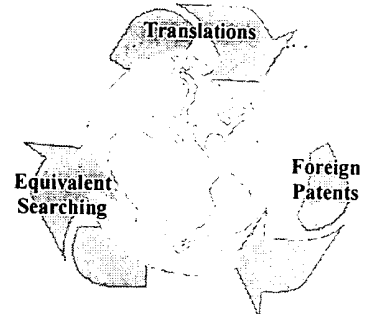 Translations
Equivalent
Searching
Foreign
Patents